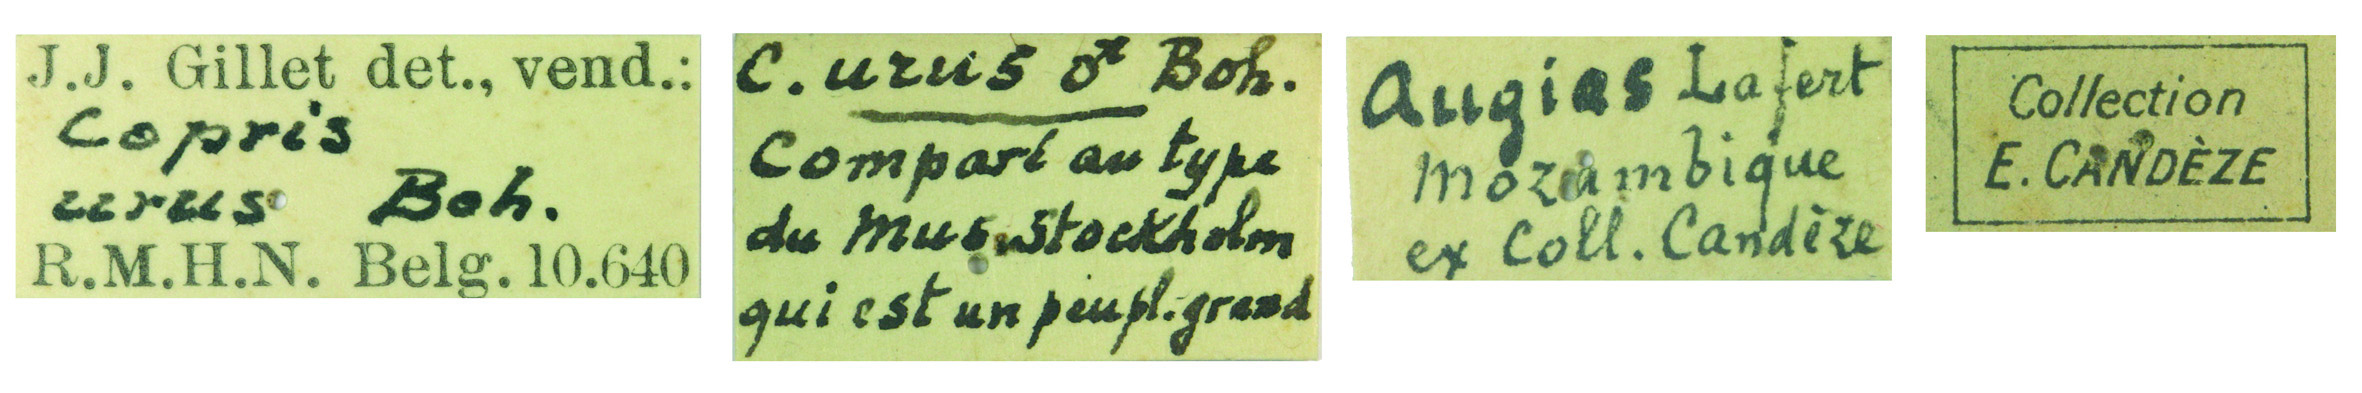 J.J. Gillet det., vend.:
Copris
urus Boh.
R.M.H.N. Belg. 10.640
C. urus ♂ Boh.
Comparé au type
du Mus. Stockholm
qui est un peu pl. grand
Augias Lafert
Mozambique
ex Coll. Candèze
Collection
E. CANDÈZE